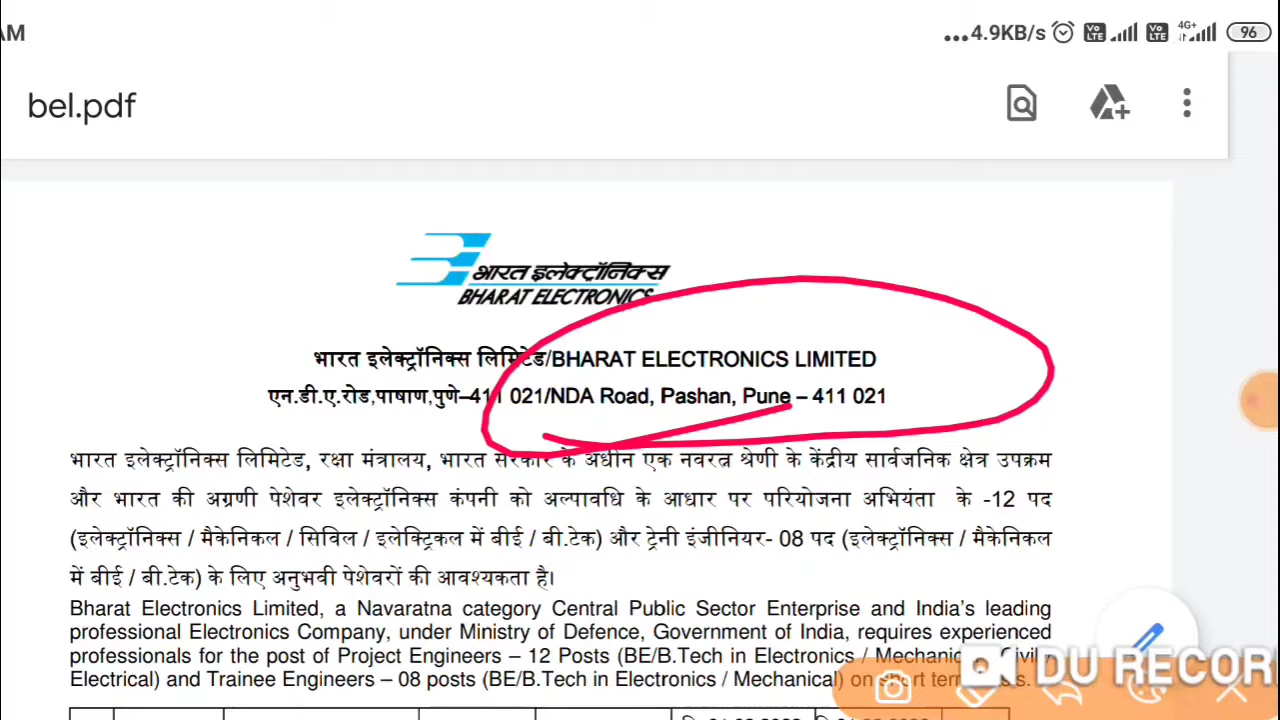 AM
...4.9KB/s Vo LTE Vo LTE 4G+ 96
bel.pdf
भारत इलेक्ट्रॉनिक्स
BHARAT ELECTRONICS
भारत इलेक्ट्रॉनिक्स लिमिटेड/BHARAT ELECTRONICS LIMITED
एन.डी.ए.रोड,पाषाण,पुणे–411 021/NDA Road, Pashan, Pune – 411 021
भारत इलेक्ट्रॉनिक्स लिमिटेड, रक्षा मंत्रालय, भारत सरकार के अधीन एक नवरत्न श्रेणी के केंद्रीय सार्वजनिक क्षेत्र उपक्रम
और भारत की अग्रणी पेशेवर इलेक्ट्रॉनिक्स कंपनी को अल्पावधि के आधार पर परियोजना अभियंता के -12 पद
(इलेक्ट्रॉनिक्स / मैकेनिकल / सिविल / इलेक्ट्रिकल में बीई / बी.टेक) और ट्रेनी इंजीनियर- 08 पद (इलेक्ट्रॉनिक्स / मैकेनिकल
में बीई / बी.टेक) के लिए अनुभवी पेशेवरों की आवश्यकता है।
Bharat Electronics Limited, a Navaratna category Central Public Sector Enterprise and India's leading
professional Electronics Company, under Ministry of Defence, Government of India, requires experienced
professionals for the post of Project Engineers – 12 Posts (BE/B.Tech in Electronics /
Electrical) and Trainee Engineers – 08 posts (BE/B.Tech in Electronics / Mechanical) on
DU RECOR